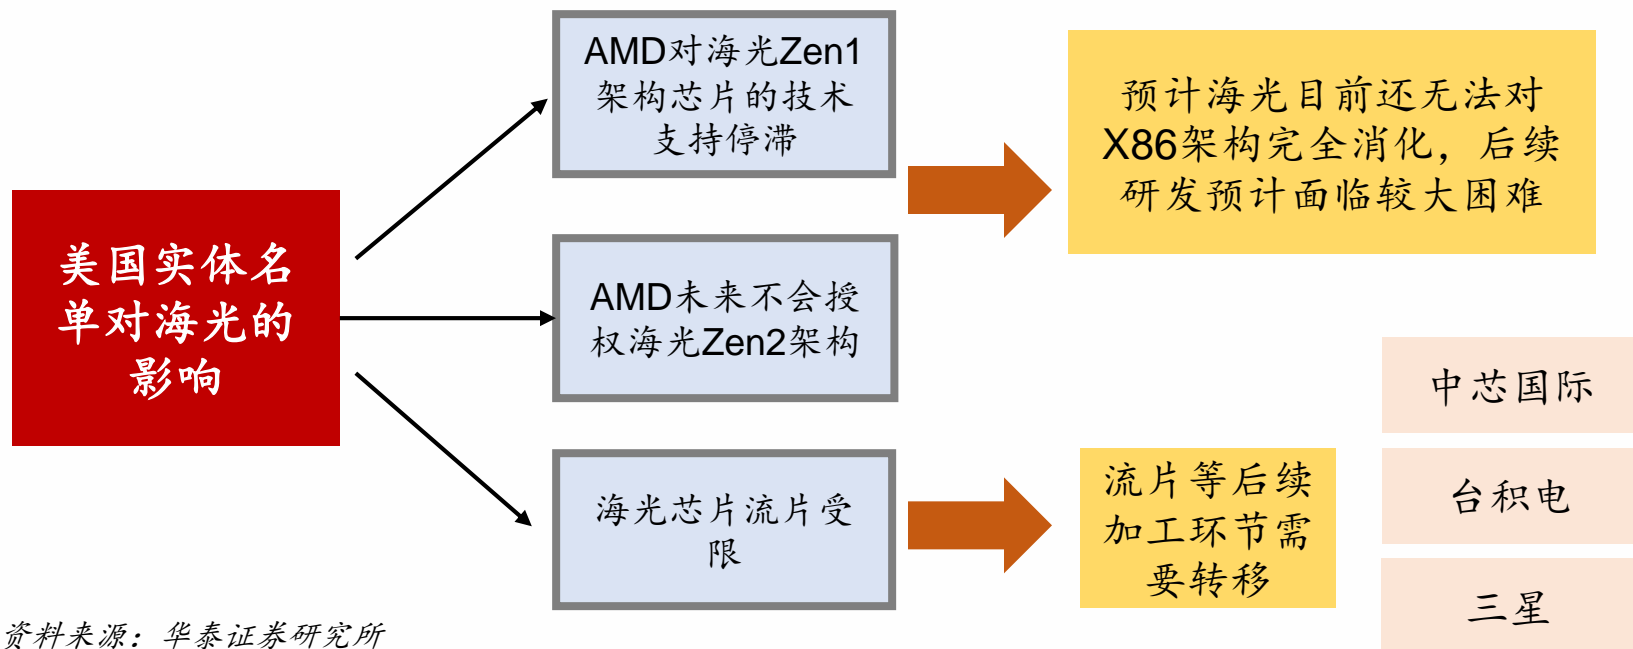 美国实体名
单对海光的
影响
AMD对海光Zen1
架构芯片的技术
支持停滞
AMD未来不会授
权海光Zen2架构
海光芯片流片受
限
预计海光目前还无法对
X86架构完全消化，后续
研发预计面临较大困难
流片等后续
加工环节需
要转移
中芯国际
台积电
三星
资料来源：华泰证券研究所